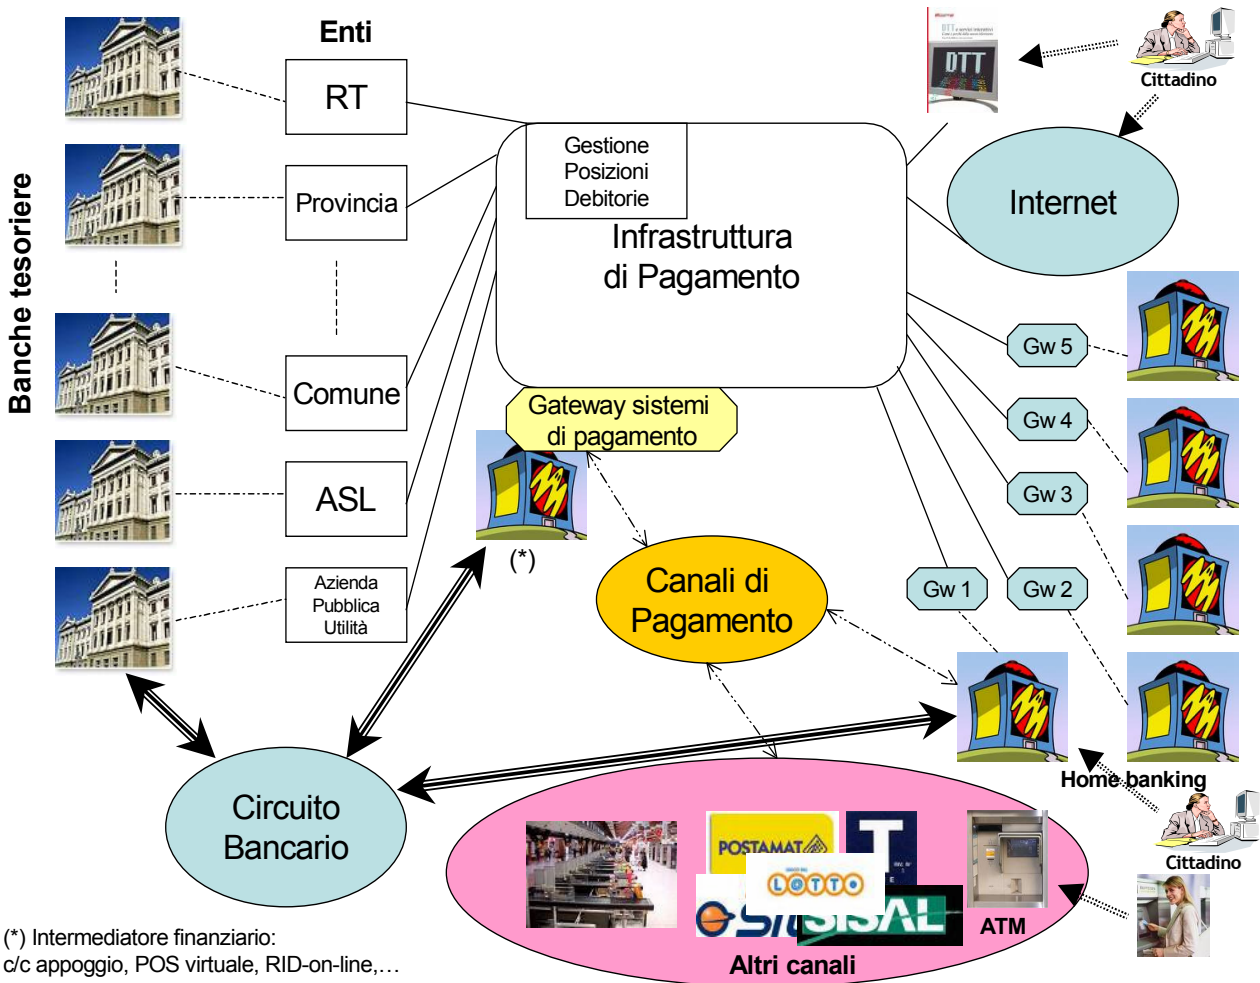 Enti
Banche tesoriere
RT
Provincia
Comune
ASL
Azienda
Pubblica
Utilità
Gestione
Posizioni
Debitorie
Infrastruttura
di Pagamento
Gateway sistemi
di pagamento
(*)
DTT
DTT
Cittadino
Internet
Gw 5
Gw 4
Gw 3
Gw 1
Gw 2
Canali di
Pagamento
Home banking
Cittadino
Circuito
Bancario
POSTAMAT
T
LOTTO
SISAL
ATM
Altri canali
(*) Intermediatore finanziario:
c/c appoggio, POS virtuale, RID-on-line,…